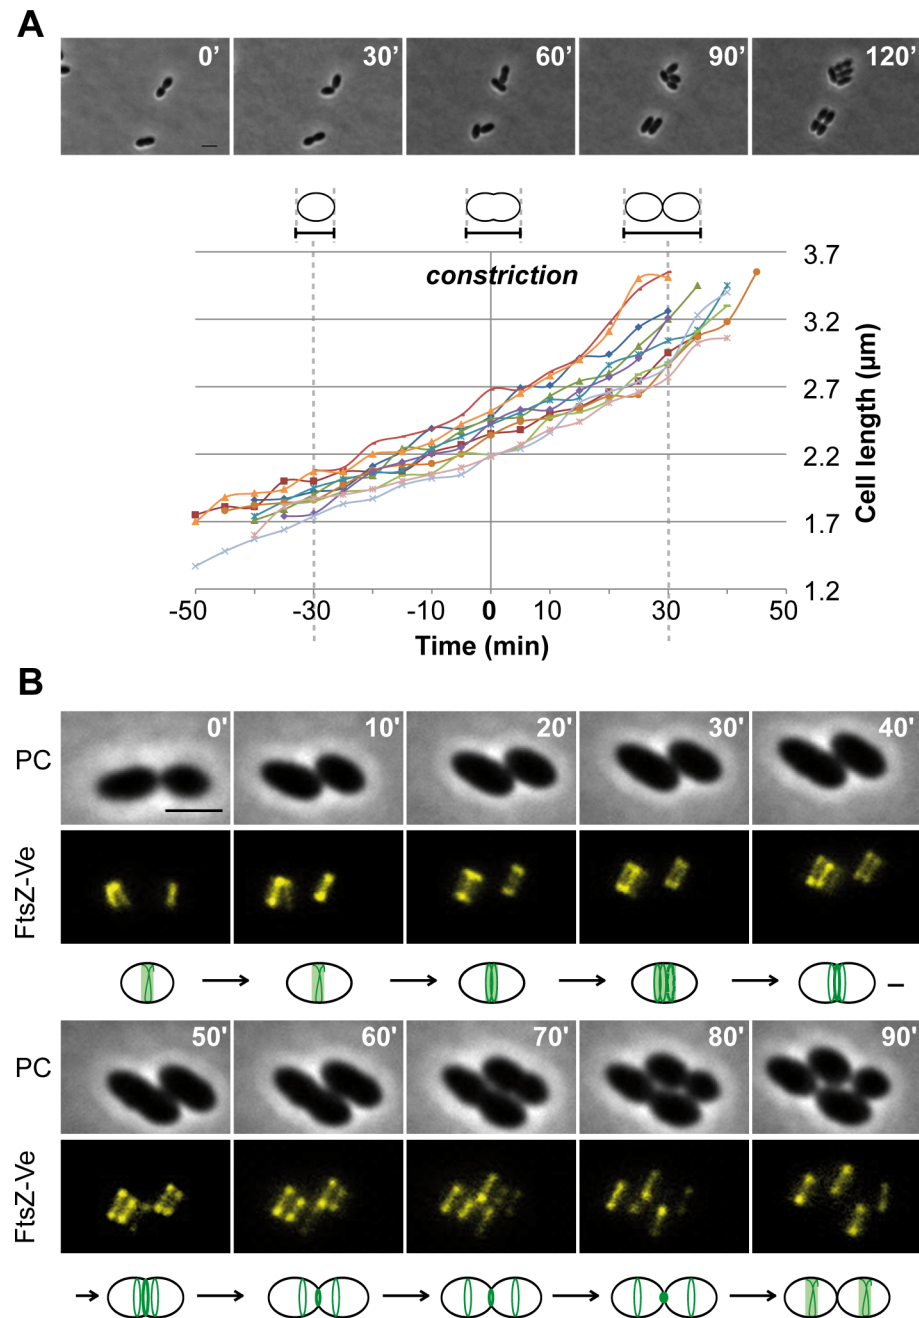 A
0’ 30’ 60’ 90’ 120’
constriction
3.7
3.2
2.7
2.2
1.7
1.2
Cell length (µm)
-50 -30 -10 0 10 30 50
Time (min)
B
PC
0' 10' 20' 30' 40'
FtsZ-Ve
PC
50' 60' 70' 80' 90'
FtsZ-Ve